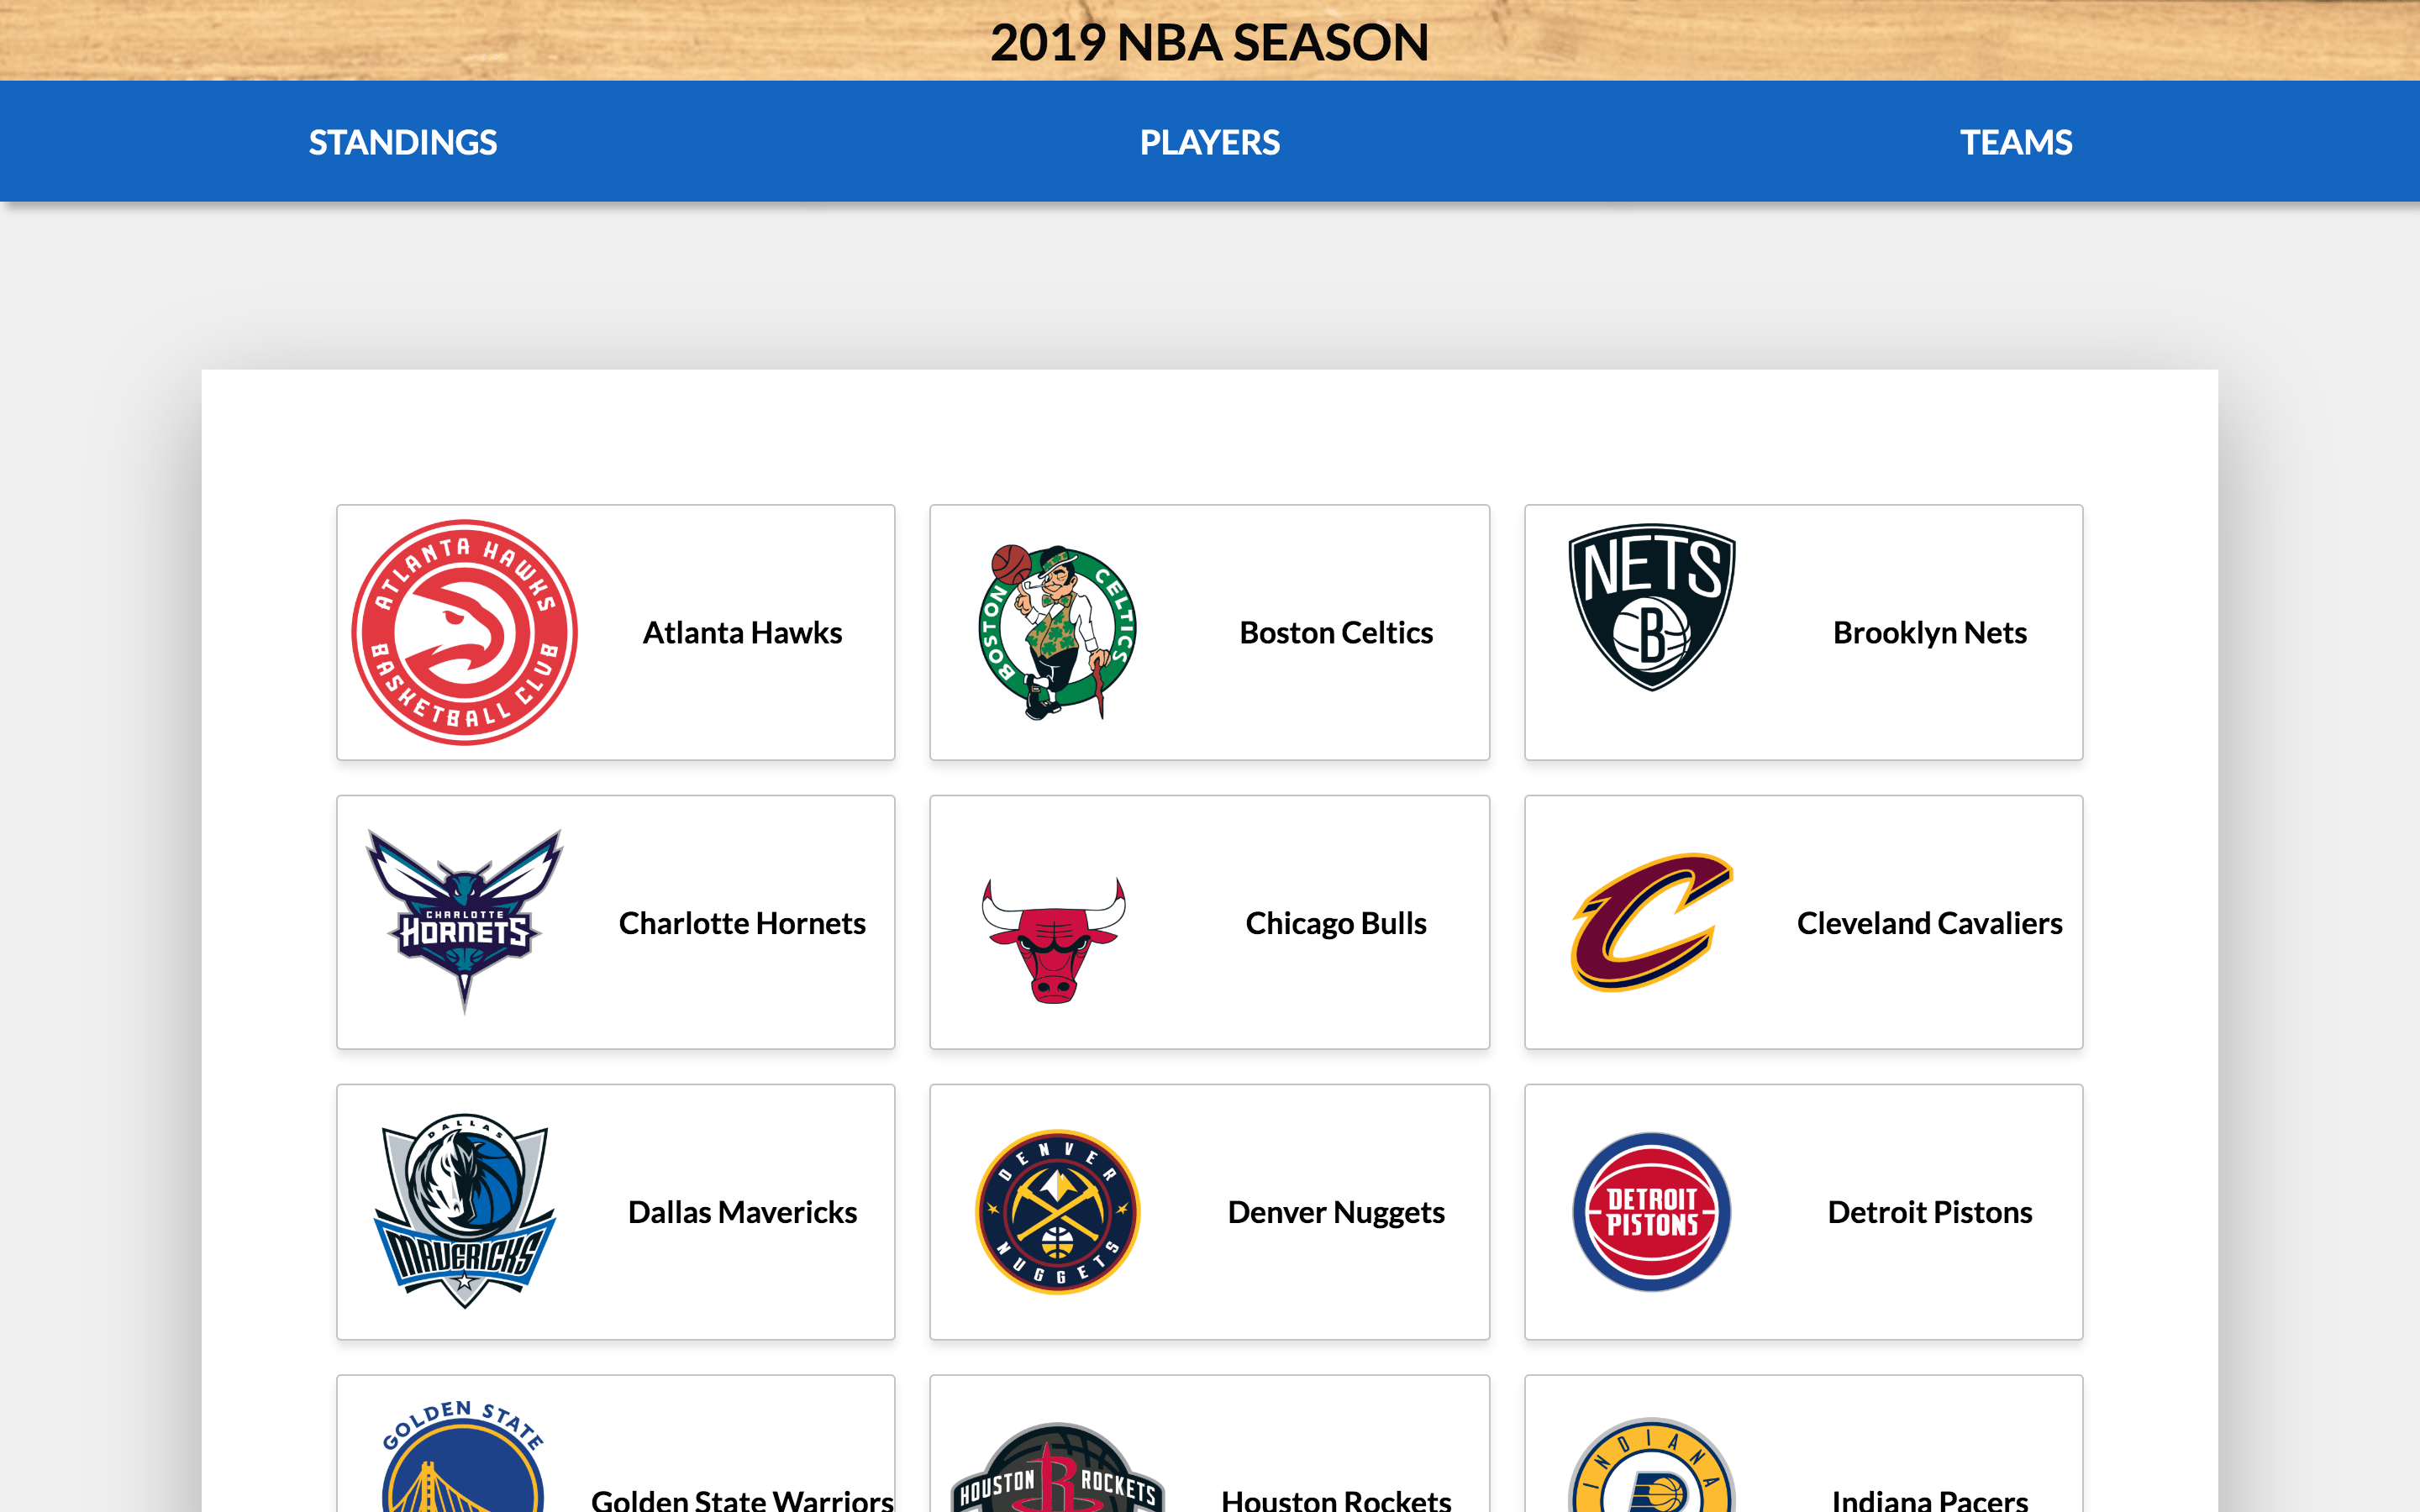 2019 NBA SEASON
STANDINGS PLAYERS TEAMS
ATLANTA HAWKS
BASKETBALL CLUB
Atlanta Hawks
BOSTON CELTICS
Boston Celtics
NETS
B
Brooklyn Nets
CHARLOTTE
HORNETS
Charlotte Hornets
Chicago Bulls
C
Cleveland Cavaliers
DALLAS
MAVERICKS
Dallas Mavericks
DENVER
NUGGETS
Denver Nuggets
DETROIT
PISTONS
Detroit Pistons
GOLDEN STATE
Golden State Warriors
HOUSTON R ROCKETS
Houston Rockets
INDIANA
P
Indiana Pacers